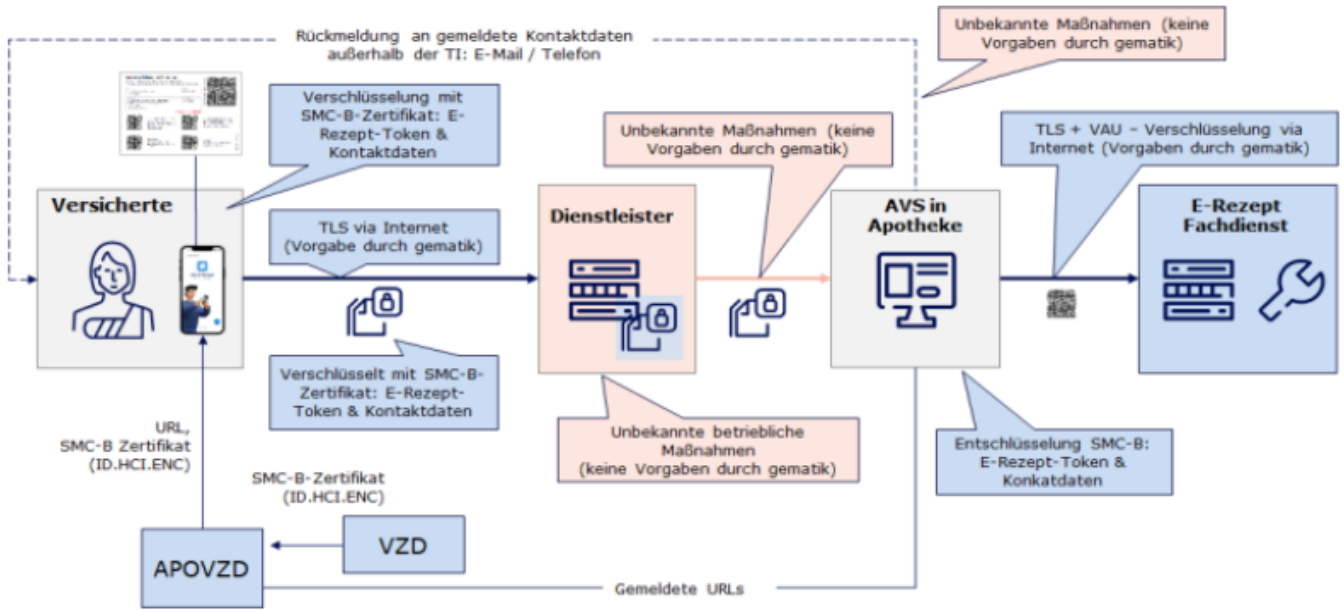 Rückmeldung an gemeldete Kontaktdaten
außerhalb der TI: E-Mail / Telefon
Unbekannte Maßnahmen (keine
Vorgaben durch gematik)
Verschlüsselung mit
SMC-B-Zertifikat: E-
Rezept-Token &
Kontaktdaten
Unbekannte Maßnahmen (keine
Vorgaben durch gematik)
TLS + VAU – Verschlüsselung via
Internet (Vorgaben durch gematik)
Versicherte
TLS via Internet
(Vorgabe durch gematik)
Dienstleister
AVS in
Apotheke
E-Rezept
Fachdienst
Verschlüsselt mit SMC-B-
Zertifikat: E-Rezept-
Token & Kontaktdaten
Unbekannte betriebliche
Maßnahmen
(keine Vorgaben durch gematik)
Entschlüsselung SMC-B:
E-Rezept-Token &
Konkatdaten
URL,
SMC-B Zertifikat
(ID.HCI.ENC)
SMC-B-Zertifikat
(ID.HCI.ENC)
APOVZD
VZD
Gemeldete URLs